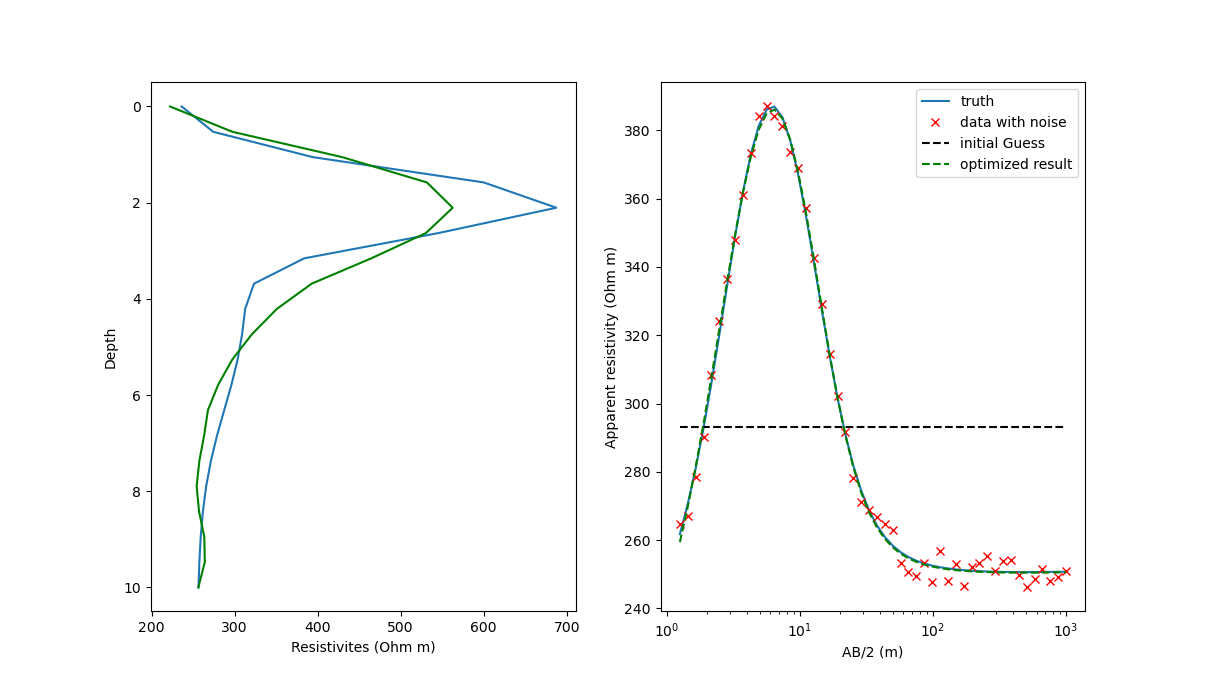 0
2
4
6
8
10
Depth
200 300 400 500 600 700
Resistivites (Ohm m)
truth
data with noise
initial Guess
optimized result
380
360
340
320
300
280
260
240
Apparent resistivity (Ohm m)
10⁰ 10¹ 10² 10³
AB/2 (m)